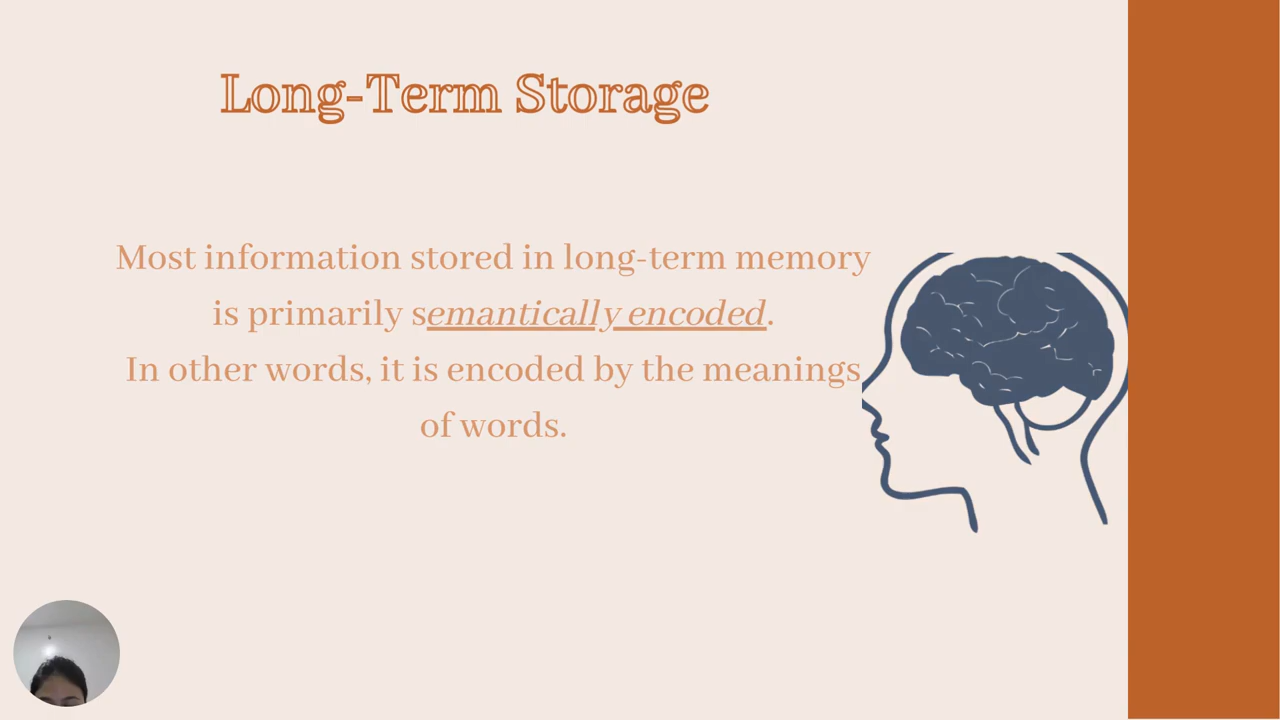 Long-Term Storage
Most information stored in long-term memory
is primarily semantically encoded.
In other words, it is encoded by the meanings
of words.